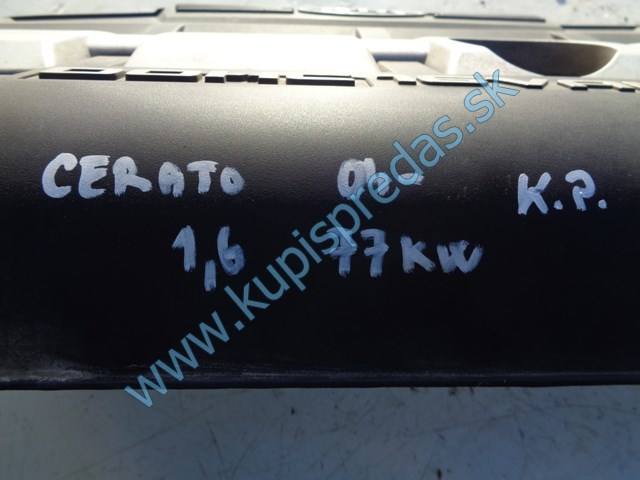 CERATO 04 K.P.
1,6 77KW
www.kupispredas.sk